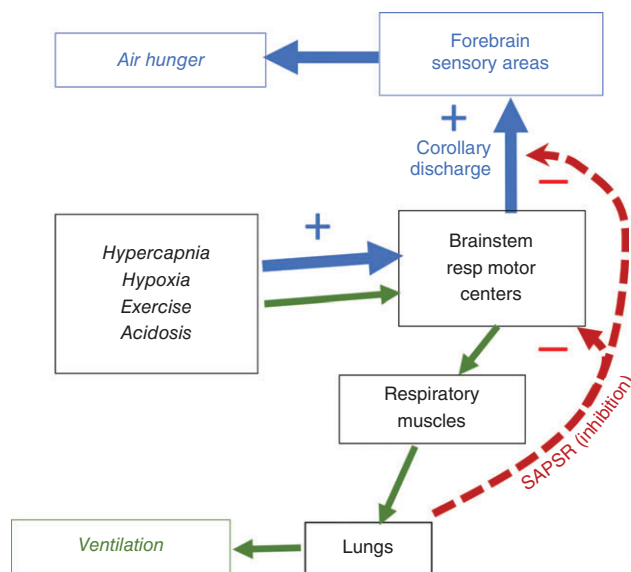 Air hunger
Forebrain
sensory areas
+
Corollary
discharge
−
Hypercapnia
Hypoxia
Exercise
Acidosis
+
Brainstem
resp motor
centers
−
Respiratory
muscles
SAPSR (inhibition)
Ventilation
Lungs